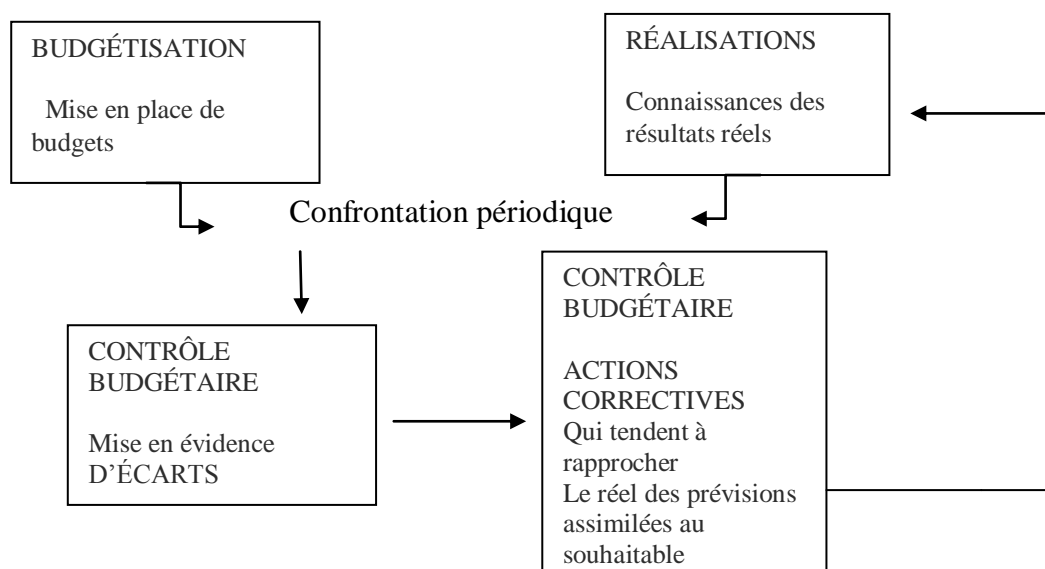 BUDGÉTISATION
Mise en place de
budgets
RÉALISATIONS
Connaissances des
résultats réels
Confrontation périodique
CONTRÔLE
BUDGÉTAIRE
Mise en évidence
D’ÉCARTS
CONTRÔLE
BUDGÉTAIRE
ACTIONS
CORRECTIVES
Qui tendent à
rapprocher
Le réel des prévisions
assimilées au
souhaitable